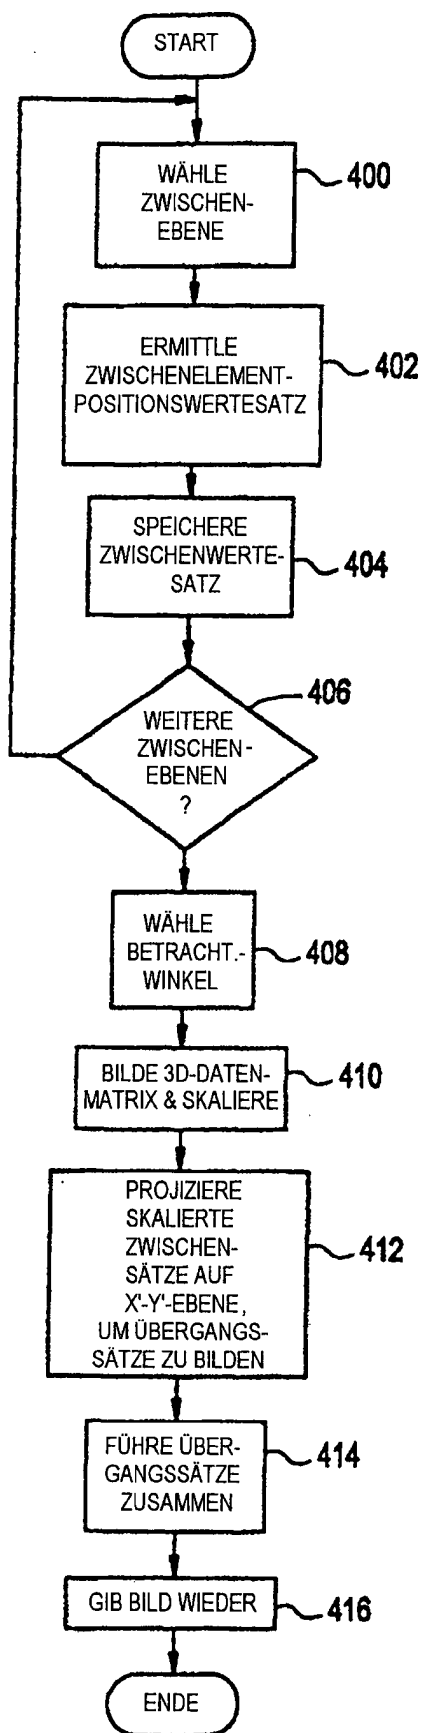 START
WÄHLE
ZWISCHEN-
EBENE
400
ERMITTLE
ZWISCHENELEMENT-
POSITIONSWERTESATZ
402
SPEICHERE
ZWISCHENWERTE-
SATZ
404
WEITERE
ZWISCHEN-
EBENEN
?
406
WÄHLE
BETRACHT.-
WINKEL
408
BILDE 3D-DATEN-
MATRIX & SKALIERE
410
PROJIZIERE
SKALIERTE
ZWISCHEN-
SÄTZE AUF
X'-Y'-EBENE,
UM ÜBERGANGS-
SÄTZE ZU BILDEN
412
FÜHRE ÜBER-
GANGSSÄTZE
ZUSAMMEN
414
GIB BILD WIEDER
416
ENDE